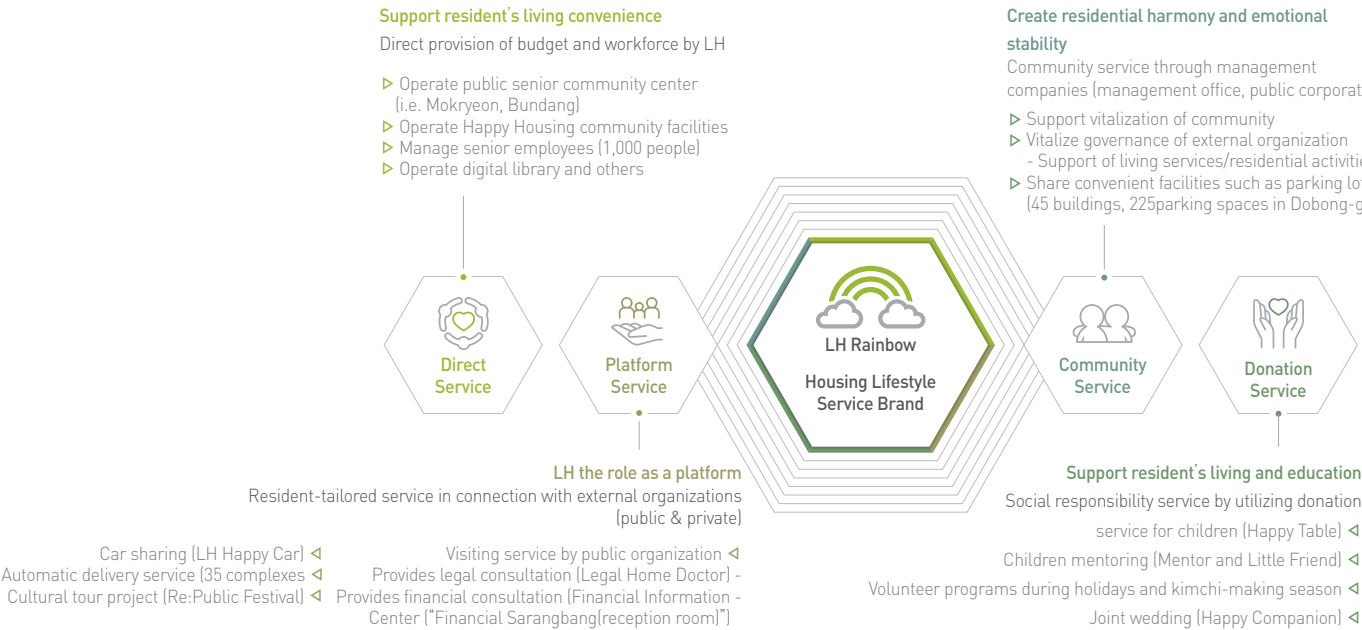 Support resident's living convenience
Direct provision of budget and workforce by LH
▷ Operate public senior community center
(i.e. Mokryeon, Bundang)
▷ Operate Happy Housing community facilities
▷ Manage senior employees (1,000 people)
▷ Operate digital library and others
Create residential harmony and emotional
stability
Community service through management
companies (management office, public
▷ Support vitalization of community
▷ Vitalize governance of external organization
- Support of living services/residential
▷ Share convenient facilities such as parking
(45 buildings, 225parking spaces in
Direct
Service
Platform
Service
LH Rainbow
Housing Lifestyle
Service Brand
Community
Service
Donation
Service
LH the role as a platform
Resident-tailored service in connection with external organizations
(public & private)
Car sharing (LH Happy Car) ◁
Automatic delivery service (35 complexes ◁
Cultural tour project (Re:Public Festival) ◁
Visiting service by public organization ◁
Provides legal consultation (Legal Home Doctor) -
Provides financial consultation (Financial Information -
Center ("Financial Sarangbang(reception room)")
Support resident's living and education
Social responsibility service by utilizing donation
service for children (Happy Table) ◁
Children mentoring (Mentor and Little Friend) ◁
Volunteer programs during holidays and kimchi-making season ◁
Joint wedding (Happy Companion) ◁